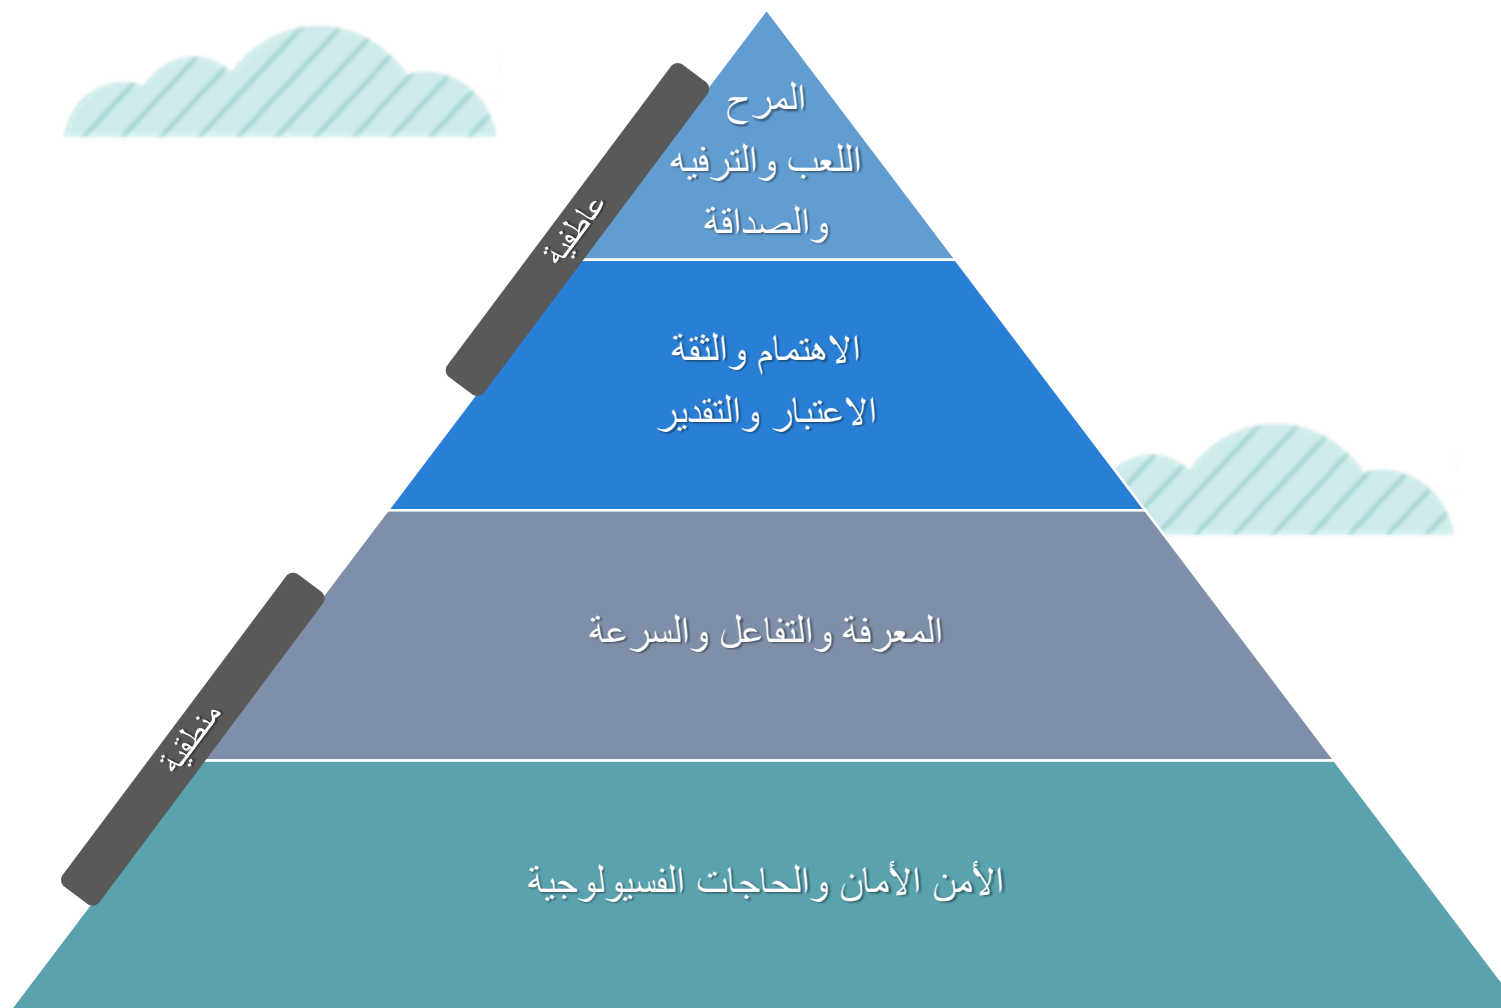 المرح
اللعب والترفيه
والصداقة
عاطفية
الاهتمام والثقة
الاعتبار والتقدير
المعرفة والتفاعل والسرعة
منطقية
الأمن الأمان والحاجات الفسيولوجية